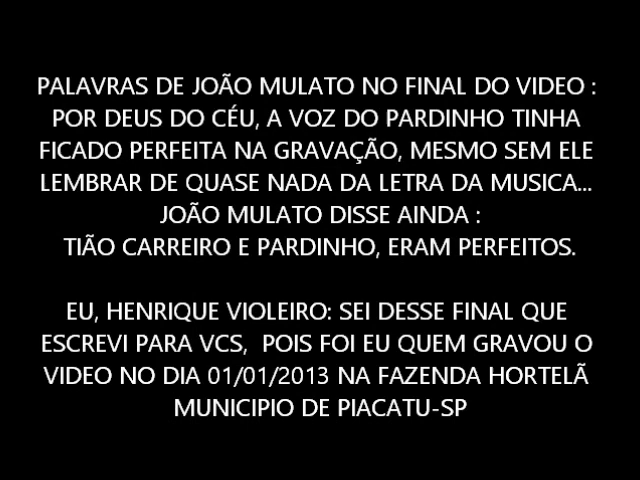 PALAVRAS DE JOÃO MULATO NO FINAL DO VIDEO :
POR DEUS DO CÉU, A VOZ DO PARDINHO TINHA
FICADO PERFEITA NA GRAVAÇÃO, MESMO SEM ELE
LEMBRAR DE QUASE NADA DA LETRA DA MUSICA...
JOÃO MULATO DISSE AINDA :
TIÃO CARREIRO E PARDINHO, ERAM PERFEITOS.
EU, HENRIQUE VIOLEIRO: SEI DESSE FINAL QUE
ESCREVI PARA VCS, POIS FOI EU QUEM GRAVOU O
VIDEO NO DIA 01/01/2013 NA FAZENDA HORTELÃ
MUNICIPIO DE PIACATU-SP